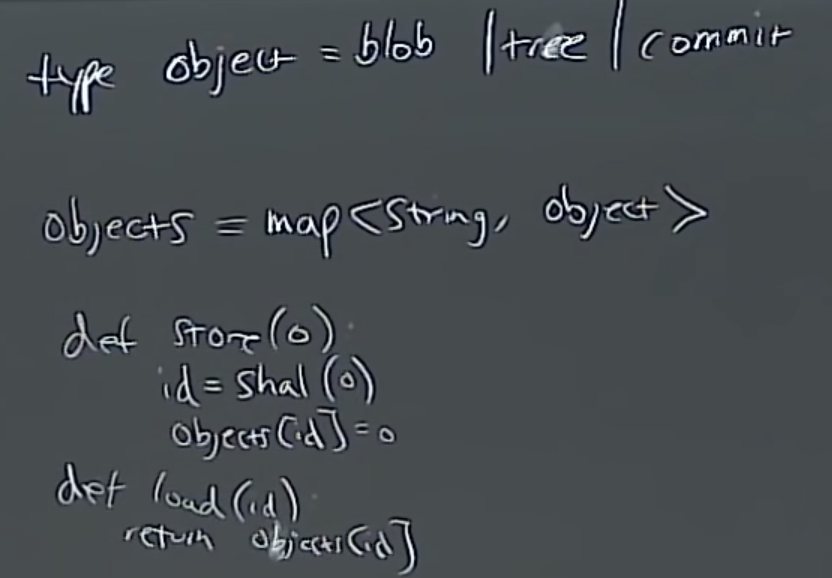 type object = blob | tree | commit
objects = map<string, object>
def store(o)
id = sha1(o)
objects[id] = o
def load(id)
return objects[id]